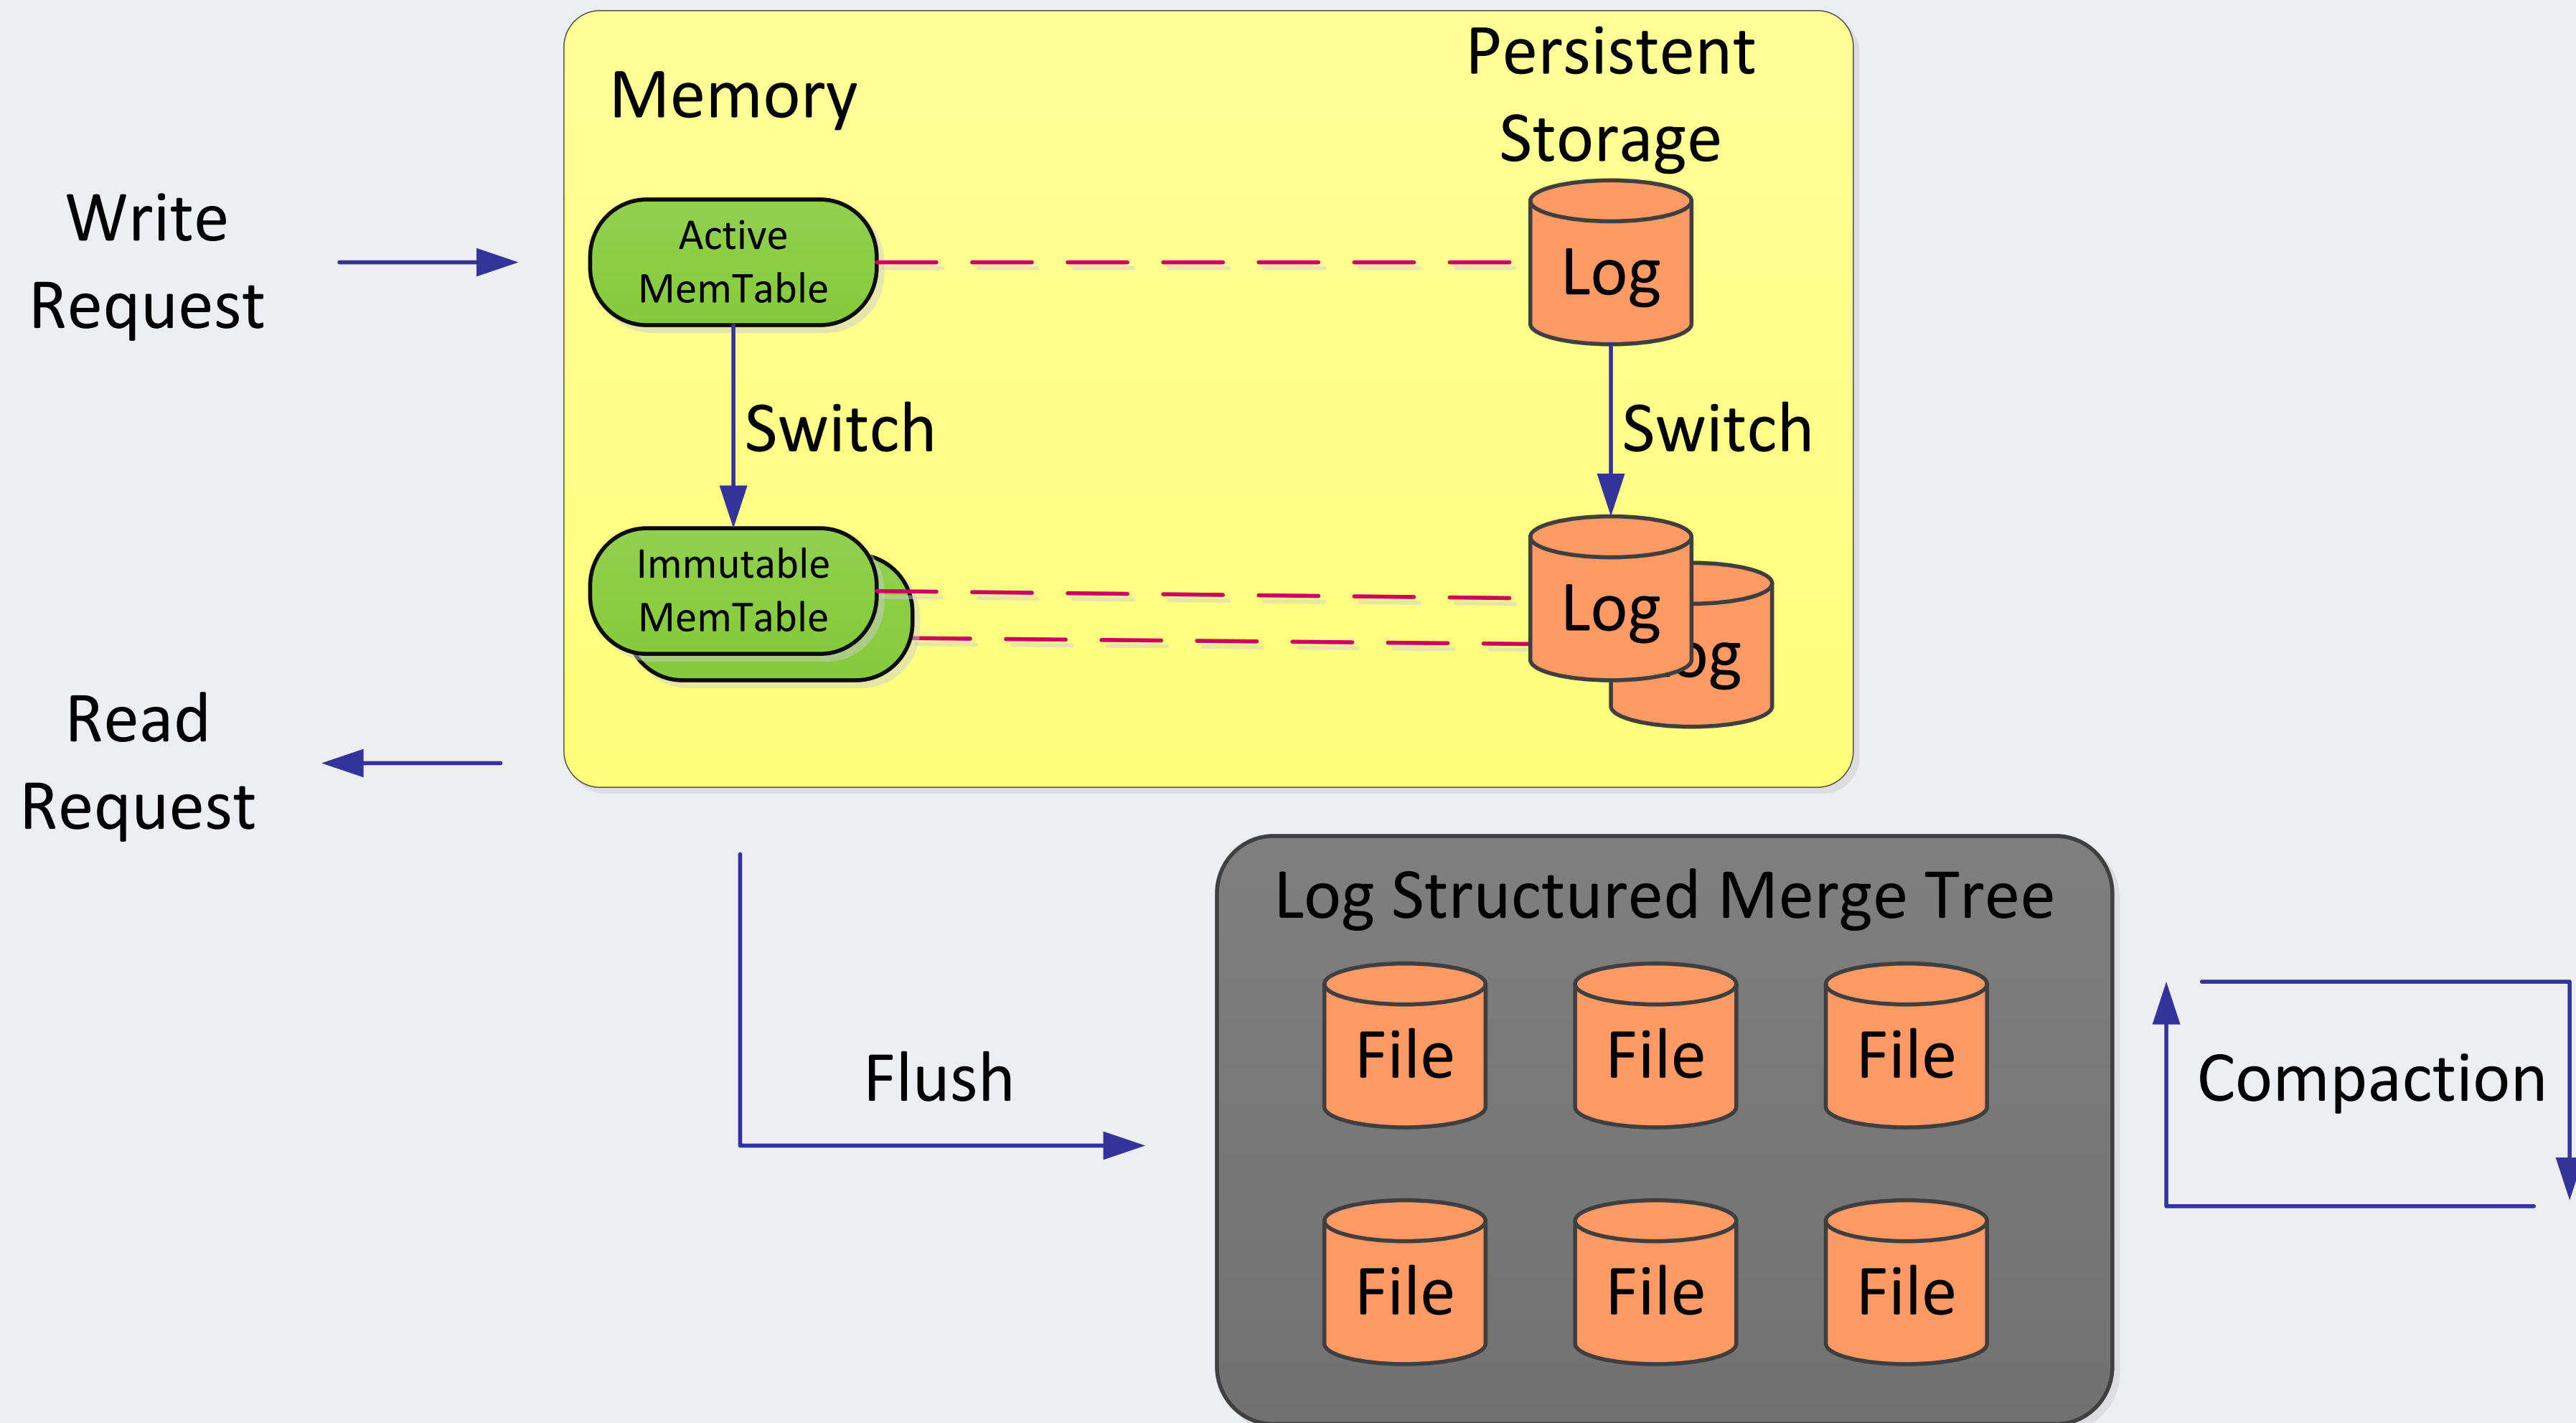 Memory
Persistent
Storage
Write
Request
Active
MemTable
Log
Switch
Switch
Immutable
MemTable
Log
Read
Request
Log Structured Merge Tree
File
File
File
Flush
Compaction
File
File
File